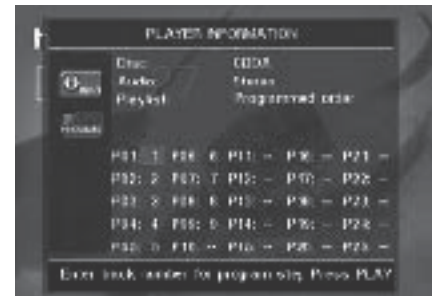 PLAYER INFORMATION
Disc: CDDA
Audio: Stereo
Playlist: Programmed order
P01: 1 P06: 6 P11: -- P16: -- P21: --
P02: 2 P07: 7 P12: -- P17: -- P22: --
P03: 3 P08: 8 P13: -- P18: -- P23: --
P04: 4 P09: 9 P14: -- P19: -- P24: --
P05: 5 P10: -- P15: -- P20: -- P25: --
Enter track number for program step. Press PLAY